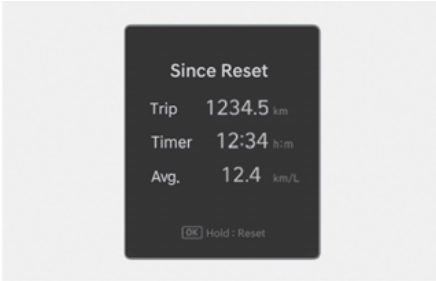 Since Reset
Trip 1234.5 km
Timer 12:34 h:m
Avg. 12.4 km/L
OK Hold : Reset